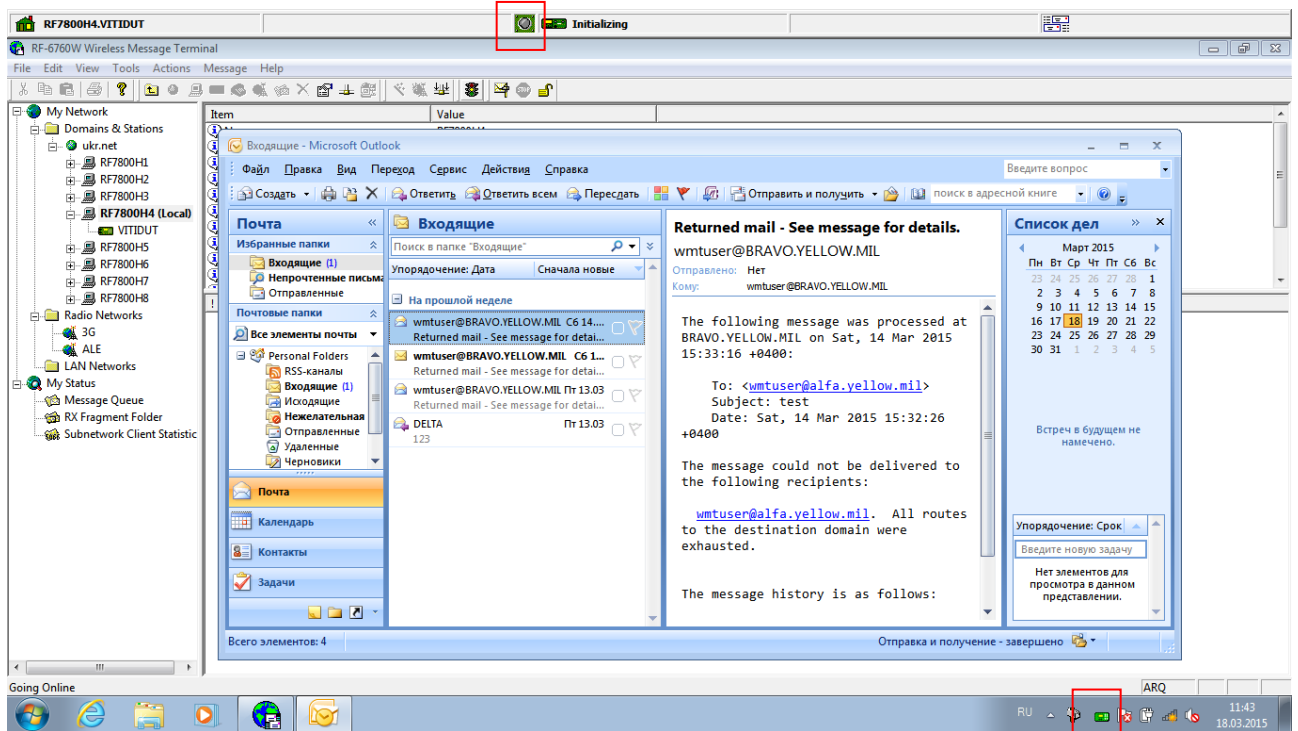 RF7800H4.VITIDUT
Initializing
RF-6760W Wireless Message Terminal
File Edit View Tools Actions Message Help
My Network
Domains & Stations
ukr.net
RF7800H1
RF7800H2
RF7800H3
RF7800H4 (Local)
VITIDUT
RF7800H5
RF7800H6
RF7800H7
RF7800H8
Radio Networks
3G
ALE
LAN Networks
My Status
Message Queue
RX Fragment Folder
Subnetwork Client Statistic
Item Value
Входящие - Microsoft Outlook
Файл Правка Вид Переход Сервис Действия Справка
Введите вопрос
Создать Ответить Ответить всем Переслать Отправить и получить поиск в адресной книге
Почта
Избранные папки
Входящие (1)
Непрочтенные письма
Отправленные
Почтовые папки
Все элементы почты
Personal Folders
RSS-каналы
Входящие (1)
Исходящие
Нежелательная
Отправленные
Удаленные
Черновики
Почта
Календарь
Контакты
Задачи
Входящие
Поиск в папке "Входящие"
Упорядочение: Дата Сначала новые
На прошлой неделе
wmtuser@BRAVO.YELLOW.MIL Сб 14....
Returned mail - See message for detai...
wmtuser@BRAVO.YELLOW.MIL Сб 1...
Returned mail - See message for detai...
wmtuser@BRAVO.YELLOW.MIL Пт 13.03
Returned mail - See message for detai...
DELTA Пт 13.03
123
Returned mail - See message for details.
wmtuser@BRAVO.YELLOW.MIL
Отправлено: Нет
Кому: wmtuser@BRAVO.YELLOW.MIL
The following message was processed at
BRAVO.YELLOW.MIL on Sat, 14 Mar 2015
15:33:16 +0400:
To: <wmtuser@alfa.yellow.mil>
Subject: test
Date: Sat, 14 Mar 2015 15:32:26
+0400
The message could not be delivered to
the following recipients:
wmtuser@alfa.yellow.mil. All routes
to the destination domain were
exhausted.
The message history is as follows:
Список дел
Март 2015
Пн Вт Ср Чт Пт Сб Вс
23 24 25 26 27 28 1
2 3 4 5 6 7 8
9 10 11 12 13 14 15
16 17 18 19 20 21 22
23 24 25 26 27 28 29
30 31 1 2 3 4 5
Встреч в будущем не
намечено.
Упорядочение: Срок
Введите новую задачу
Нет элементов для
просмотра в данном
представлении.
Всего элементов: 4
Отправка и получение - завершено
Going Online
ARQ
RU
11:43
18.03.2015